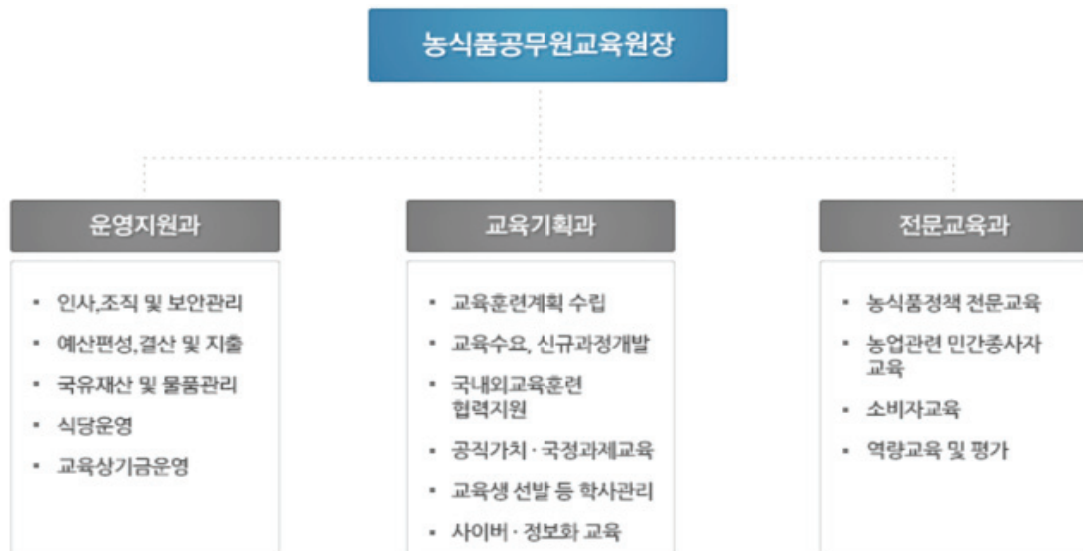 농식품공무원교육원장
운영지원과
▪ 인사,조직 및 보안관리
▪ 예산편성,결산 및 지출
▪ 국유재산 및 물품관리
▪ 식당운영
▪ 교육상기금운영
교육기획과
▪ 교육훈련계획 수립
▪ 교육수요, 신규과정개발
▪ 국내외교육훈련
협력지원
▪ 공직가치 · 국정과제교육
▪ 교육생 선발 등 학사관리
▪ 사이버 · 정보화 교육
전문교육과
▪ 농식품정책 전문교육
▪ 농업관련 민간종사자
교육
▪ 소비자교육
▪ 역량교육 및 평가